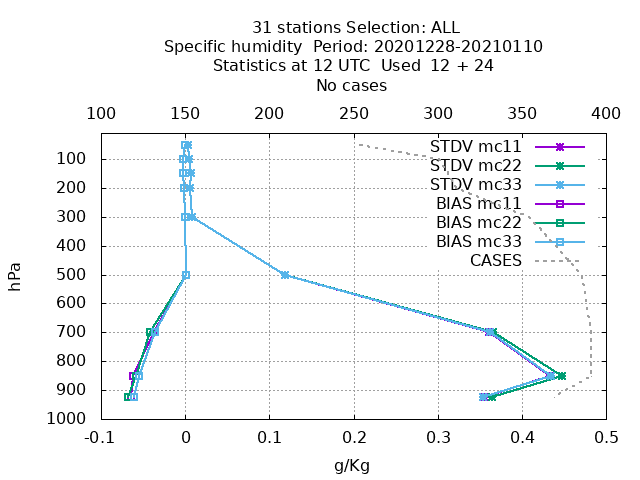 31 stations Selection: ALL
Specific humidity  Period: 20201228-20210110
Statistics at 12 UTC  Used  12 + 24
No cases
100 150 200 250 300 350 400
STDV mc11
STDV mc22
STDV mc33
BIAS mc11
BIAS mc22
BIAS mc33
CASES
hPa
100
200
300
400
500
600
700
800
900
1000
-0.1 0 0.1 0.2 0.3 0.4 0.5
g/Kg